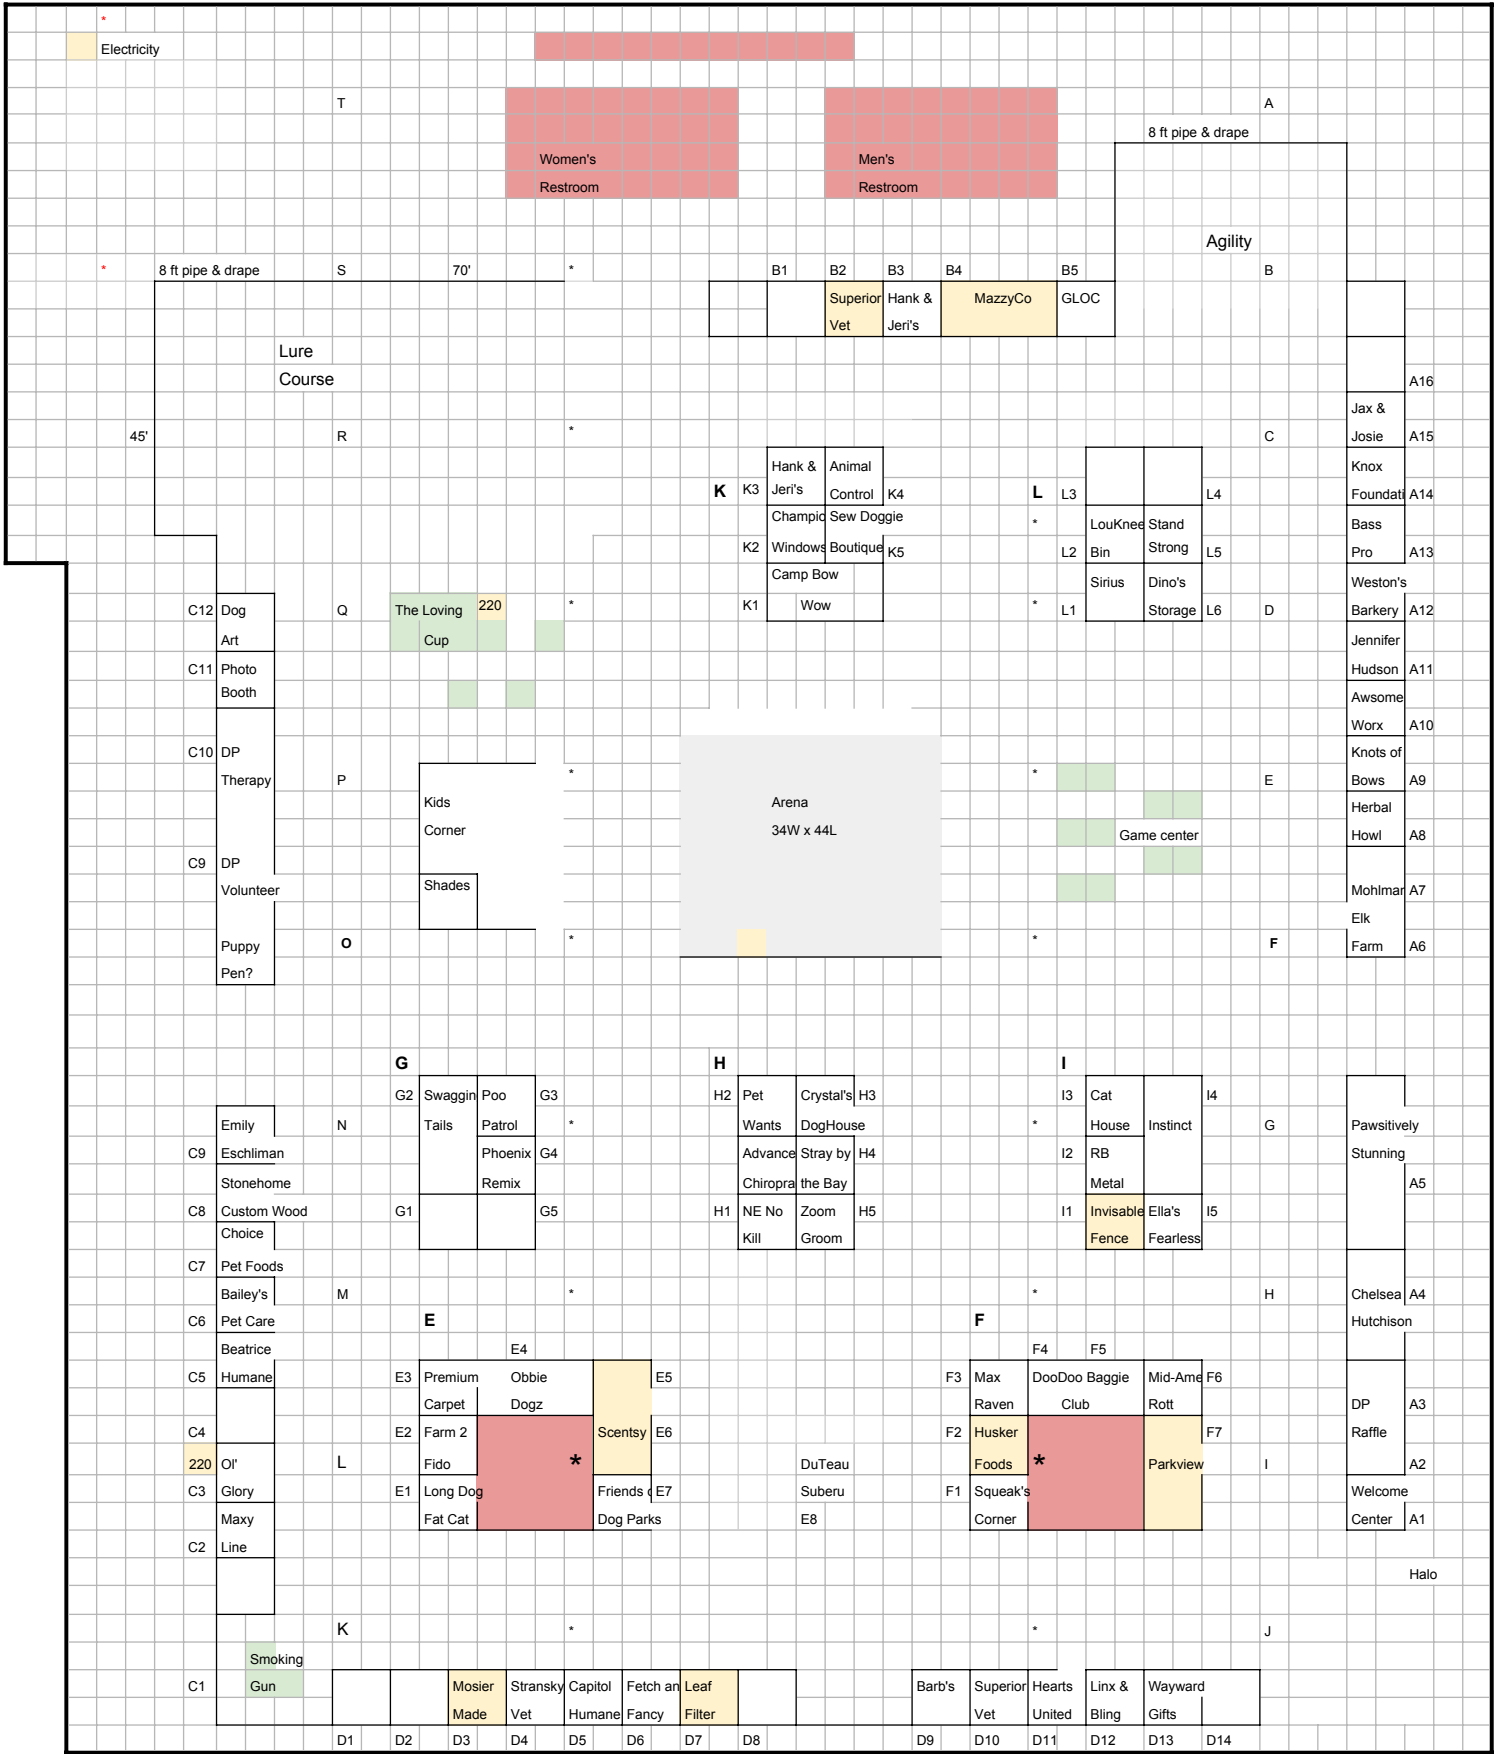 *
Electricity
T
A
8 ft pipe & drape
Women's
Men's
Restroom
Restroom
Agility
* 8 ft pipe & drape S 70' * B1 B2 B3 B4 B5 B
Superior Hank & MazzyCo GLOC
Vet Jeri's
Lure
Course
A16
Jax &
45' R * C Josie A15
Hank & Animal Knox
K K3 Jeri's Control K4 L L3 L4 Foundati A14
Champic Sew Doggie * LouKnee Stand Bass
K2 Windows Boutique K5 L2 Bin Strong L5 Pro A13
Camp Bow Sirius Dino's Weston's
C12 Dog Q The Loving 220 * K1 Wow * L1 Storage L6 D Barkery A12
Art Cup Jennifer
C11 Photo Hudson A11
Booth Awsome
Worx A10
C10 DP Knots of
Therapy P * * E Bows A9
Kids Arena Herbal
Corner 34W x 44L Game center Howl A8
C9 DP
Volunteer Shades Mohlmar A7
Elk
Puppy O * * F Farm A6
Pen?
G H I
G2 Swaggin Poo G3 H2 Pet Crystal's H3 I3 Cat I4
Emily N Tails Patrol * Wants DogHouse * House Instinct G Pawsitively
C9 Eschliman Phoenix G4 Advance Stray by H4 I2 RB Stunning
Stonehome Remix Chiropra the Bay Metal A5
C8 Custom Wood G1 G5 H1 NE No Zoom H5 I1 Invisable Ella's I5
Choice Kill Groom Fence Fearless
C7 Pet Foods
Bailey's M * * H Chelsea A4
C6 Pet Care E F Hutchison
Beatrice E4 F4 F5
C5 Humane E3 Premium Obbie E5 F3 Max DooDoo Baggie Mid-Ame F6
Carpet Dogz Raven Club Rott DP A3
C4 E2 Farm 2 Scentsy E6 F2 Husker F7 Raffle
220 Ol' L Fido * DuTeau Foods * Parkview I A2
C3 Glory E1 Long Dog Friends E7 Suberu F1 Squeak's Welcome
Maxy Fat Cat Dog Parks E8 Corner Center A1
C2 Line
Halo
K * * J
Smoking
C1 Gun Mosier Stransky Capitol Fetch an Leaf Barb's Superior Hearts Linx & Wayward
Made Vet Humane Fancy Filter Vet United Bling Gifts
D1 D2 D3 D4 D5 D6 D7 D8 D9 D10 D11 D12 D13 D14